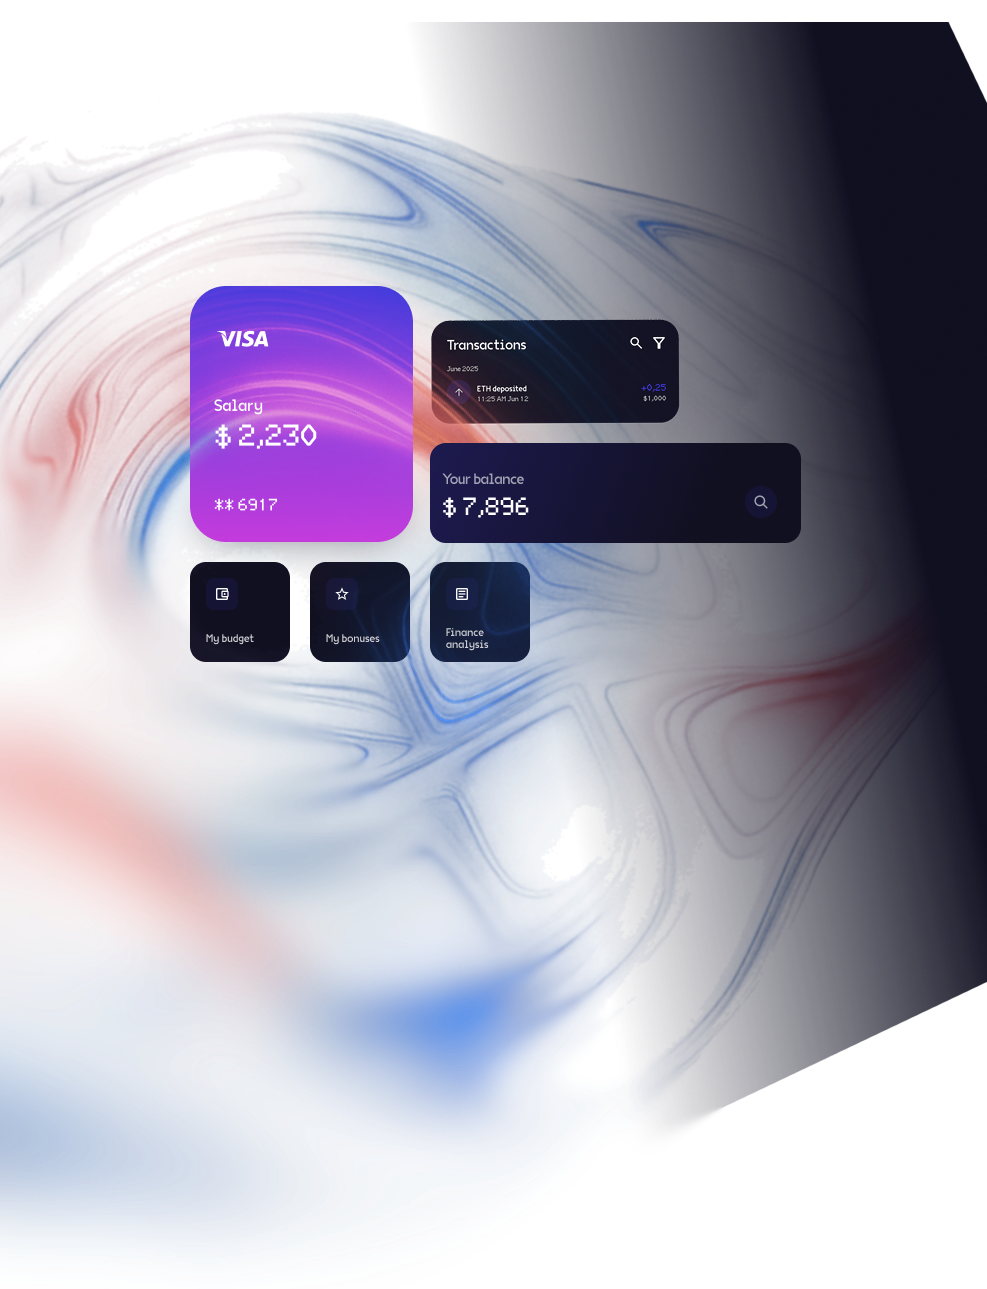 VISA
Salary
$ 2,230
** 6917
Transactions
June 2025
ETH deposited
+0,25
11:25 AM Jun 12
$1,000
Your balance
$ 7,896
My budget
My bonuses
Finance
analysis